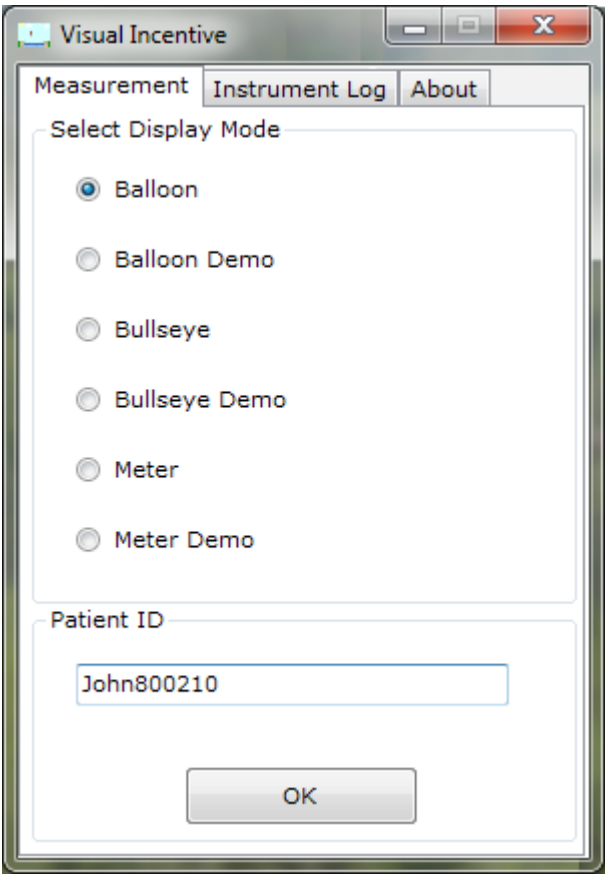 Visual Incentive
Measurement Instrument Log About
Select Display Mode
Balloon
Balloon Demo
Bullseye
Bullseye Demo
Meter
Meter Demo
Patient ID
John800210
OK